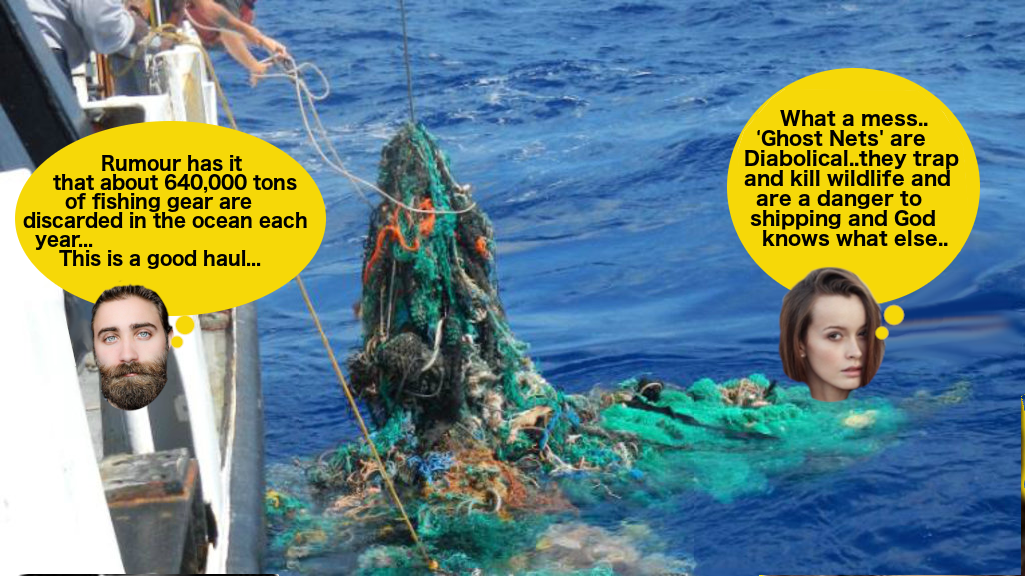 Rumour has it
that about 640,000 tons
of fishing gear are
discarded in the ocean each
year...
This is a good haul...
What a mess..
'Ghost Nets' are
Diabolical..they trap
and kill wildlife and
are a danger to
shipping and God
knows what else..